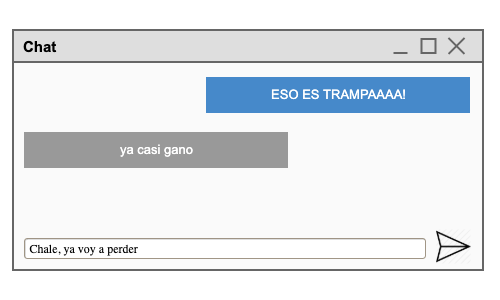 Chat
ESO ES TRAMPAAAA!
ya casi gano
Chale, ya voy a perder